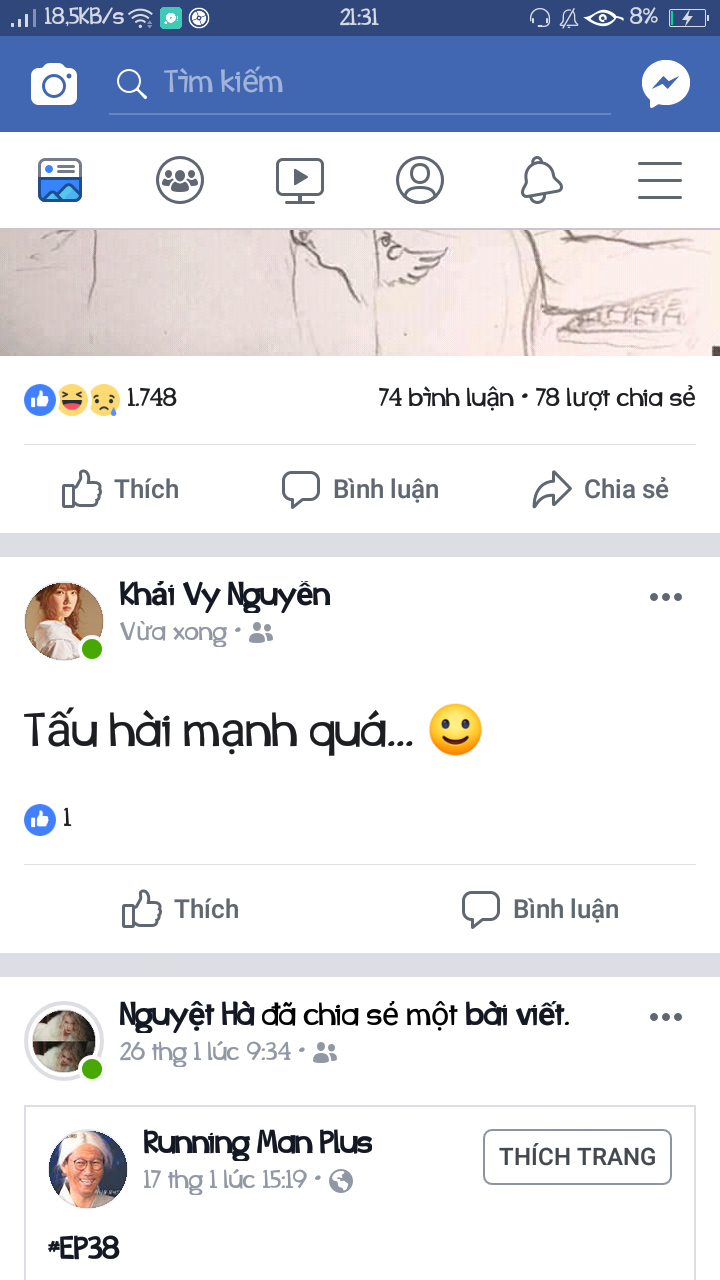 18,5KB/s 21:31 8%
Tìm kiếm
1.748 74 bình luận • 78 lượt chia sẻ
Thích Bình luận Chia sẻ
Khải Vy Nguyễn
Vừa xong •
Tấu hài mạnh quá... 🙂
1
Thích Bình luận
Nguyệt Hà đã chia sẻ một bài viết.
26 thg 1 lúc 9:34 •
Running Man Plus
17 thg 1 lúc 15:19 •
THÍCH TRANG
#EP38